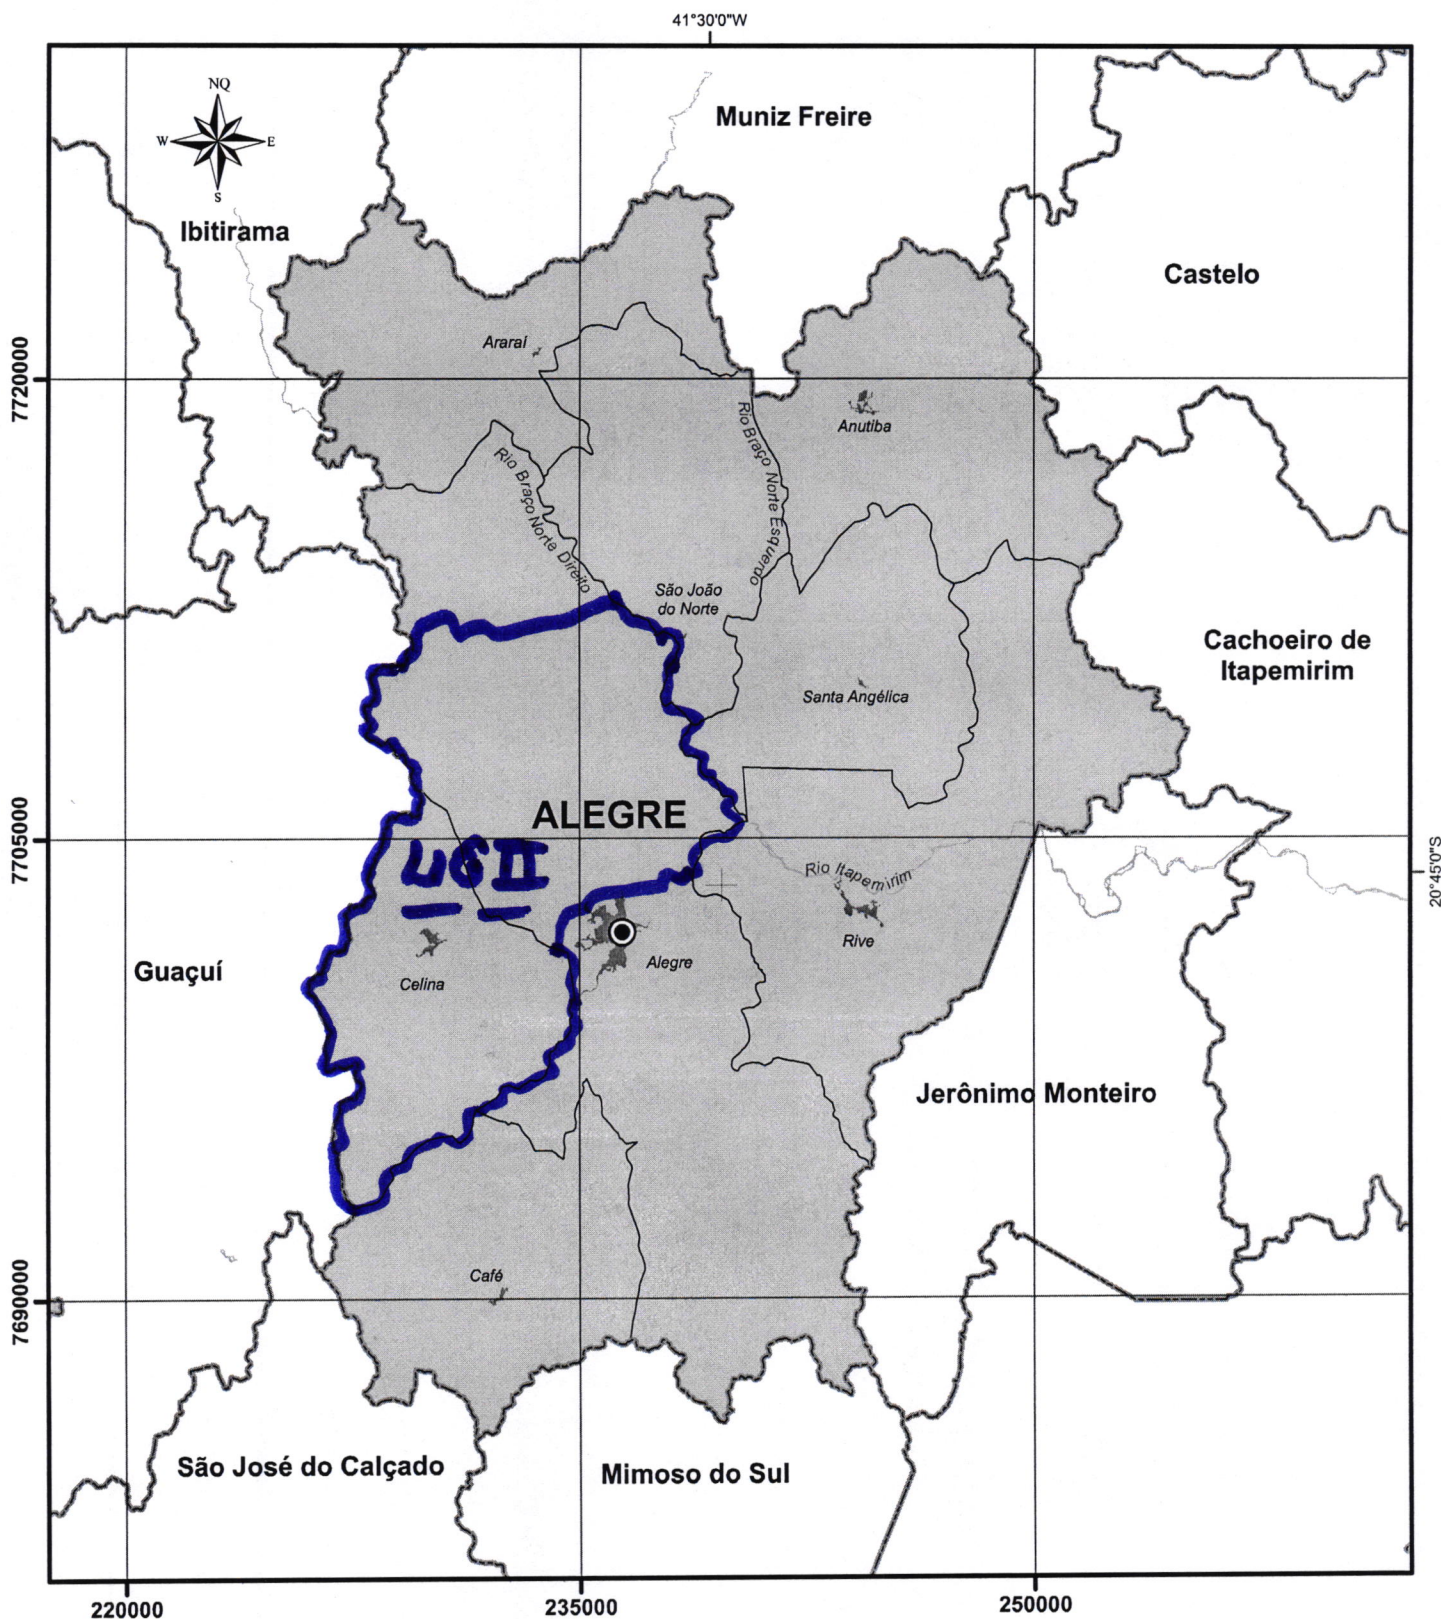 41°30'0"W
NQ
W
E
S
Muniz Freire
Ibitirama
Castelo
Araraí
7720000
Anutiba
Rio Braço Norte Esquerdo
Rio Braço Norte Direito
São João
do Norte
Cachoeiro de
Itapemirim
Santa Angélica
ALEGRE
7705000
20°45'0"S
Rio Itapemirim
Rive
Guaçuí
Celina
Alegre
Jerônimo Monteiro
Café
7690000
São José do Calçado
Mimoso do Sul
220000
235000
250000